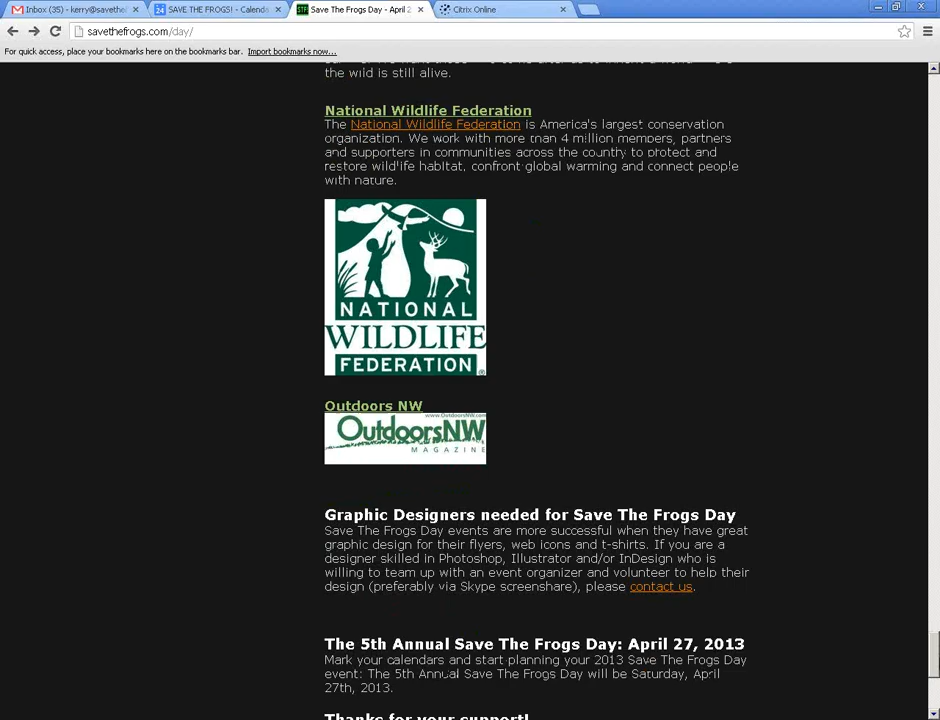 Inbox (35) - kerry@savethef
SAVE THE FROGS! - Calenda
Save The Frogs Day - April 2
Citrix Online
savethefrogs.com/day/
For quick access, place your bookmarks here on the bookmarks bar. Import bookmarks now...
the wild is still alive.
National Wildlife Federation
The National Wildlife Federation is America's largest conservation
organization. We work with more than 4 million members, partners
and supporters in communities across the country to protect and
restore wildlife habitat, confront global warming and connect people
with nature.
NATIONAL
WILDLIFE
FEDERATION®
Outdoors NW
www.OutdoorsNW.com
OutdoorsNW
MAGAZINE
Graphic Designers needed for Save The Frogs Day
Save The Frogs Day events are more successful when they have great
graphic design for their flyers, web icons and t-shirts. If you are a
designer skilled in Photoshop, Illustrator and/or InDesign who is
willing to team up with an event organizer and volunteer to help their
design (preferably via Skype screenshare), please contact us.
The 5th Annual Save The Frogs Day: April 27, 2013
Mark your calendars and start planning your 2013 Save The Frogs Day
event: The 5th Annual Save The Frogs Day will be Saturday, April
27th, 2013.
Thanks for your support!